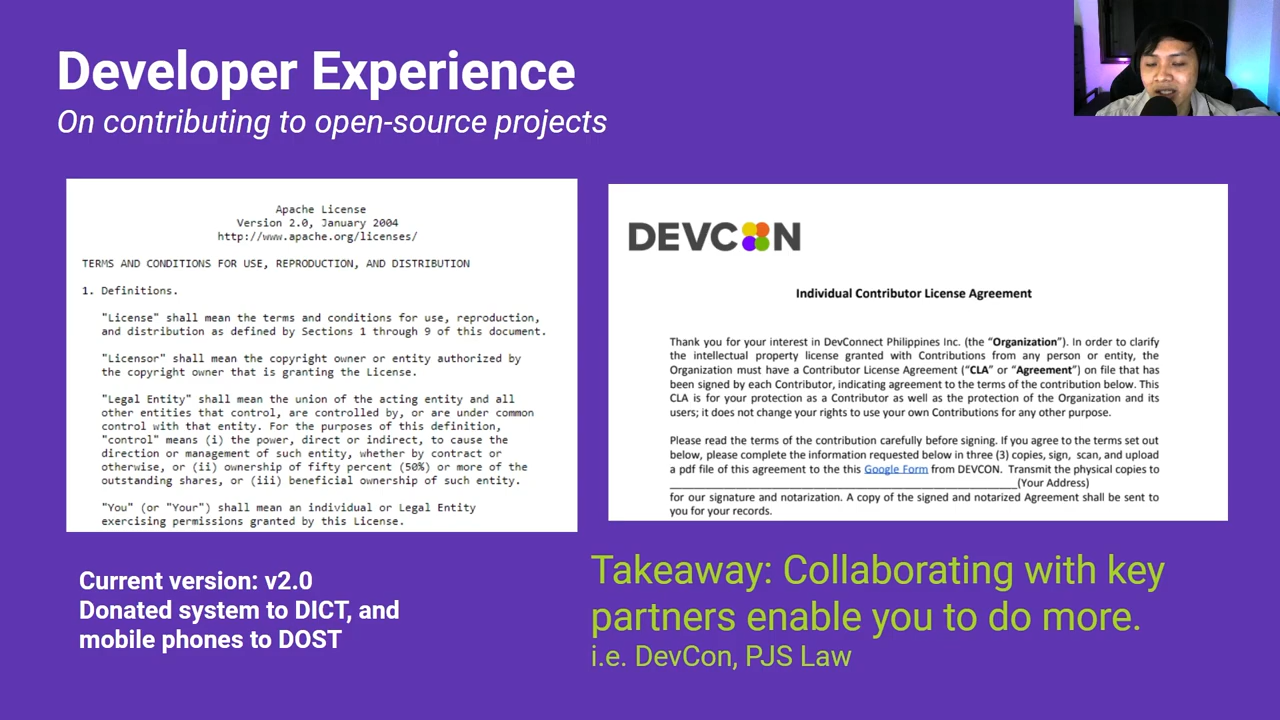 Developer Experience
On contributing to open-source projects
Apache License
Version 2.0, January 2004
http://www.apache.org/licenses/
TERMS AND CONDITIONS FOR USE, REPRODUCTION, AND DISTRIBUTION
1. Definitions.
"License" shall mean the terms and conditions for use, reproduction,
and distribution as defined by Sections 1 through 9 of this document.
"Licensor" shall mean the copyright owner or entity authorized by
the copyright owner that is granting the License.
"Legal Entity" shall mean the union of the acting entity and all
other entities that control, are controlled by, or are under common
control with that entity. For the purposes of this definition,
"control" means (i) the power, direct or indirect, to cause the
direction or management of such entity, whether by contract or
otherwise, or (ii) ownership of fifty percent (50%) or more of the
outstanding shares, or (iii) beneficial ownership of such entity.
"You" (or "Your") shall mean an individual or Legal Entity
exercising permissions granted by this License.
DEVCON
Individual Contributor License Agreement
Thank you for your interest in DevConnect Philippines Inc. (the “Organization”). In order to clarify
the intellectual property license granted with Contributions from any person or entity, the
Organization must have a Contributor License Agreement (“CLA” or “Agreement”) on file that has
been signed by each Contributor, indicating agreement to the terms of the contribution below. This
CLA is for your protection as a Contributor as well as the protection of the Organization and its
users; it does not change your rights to use your own Contributions for any other purpose.
Please read the terms of the contribution carefully before signing. If you agree to the terms set out
below, please complete the information requested below in three (3) copies, sign, scan, and upload
a pdf file of this agreement to the this Google Form from DEVCON. Transmit the physical copies to
(Your Address)
for our signature and notarization. A copy of the signed and notarized Agreement shall be sent to
you for your records.
Current version: v2.0
Donated system to DICT, and
mobile phones to DOST
Takeaway: Collaborating with key
partners enable you to do more.
i.e. DevCon, PJS Law